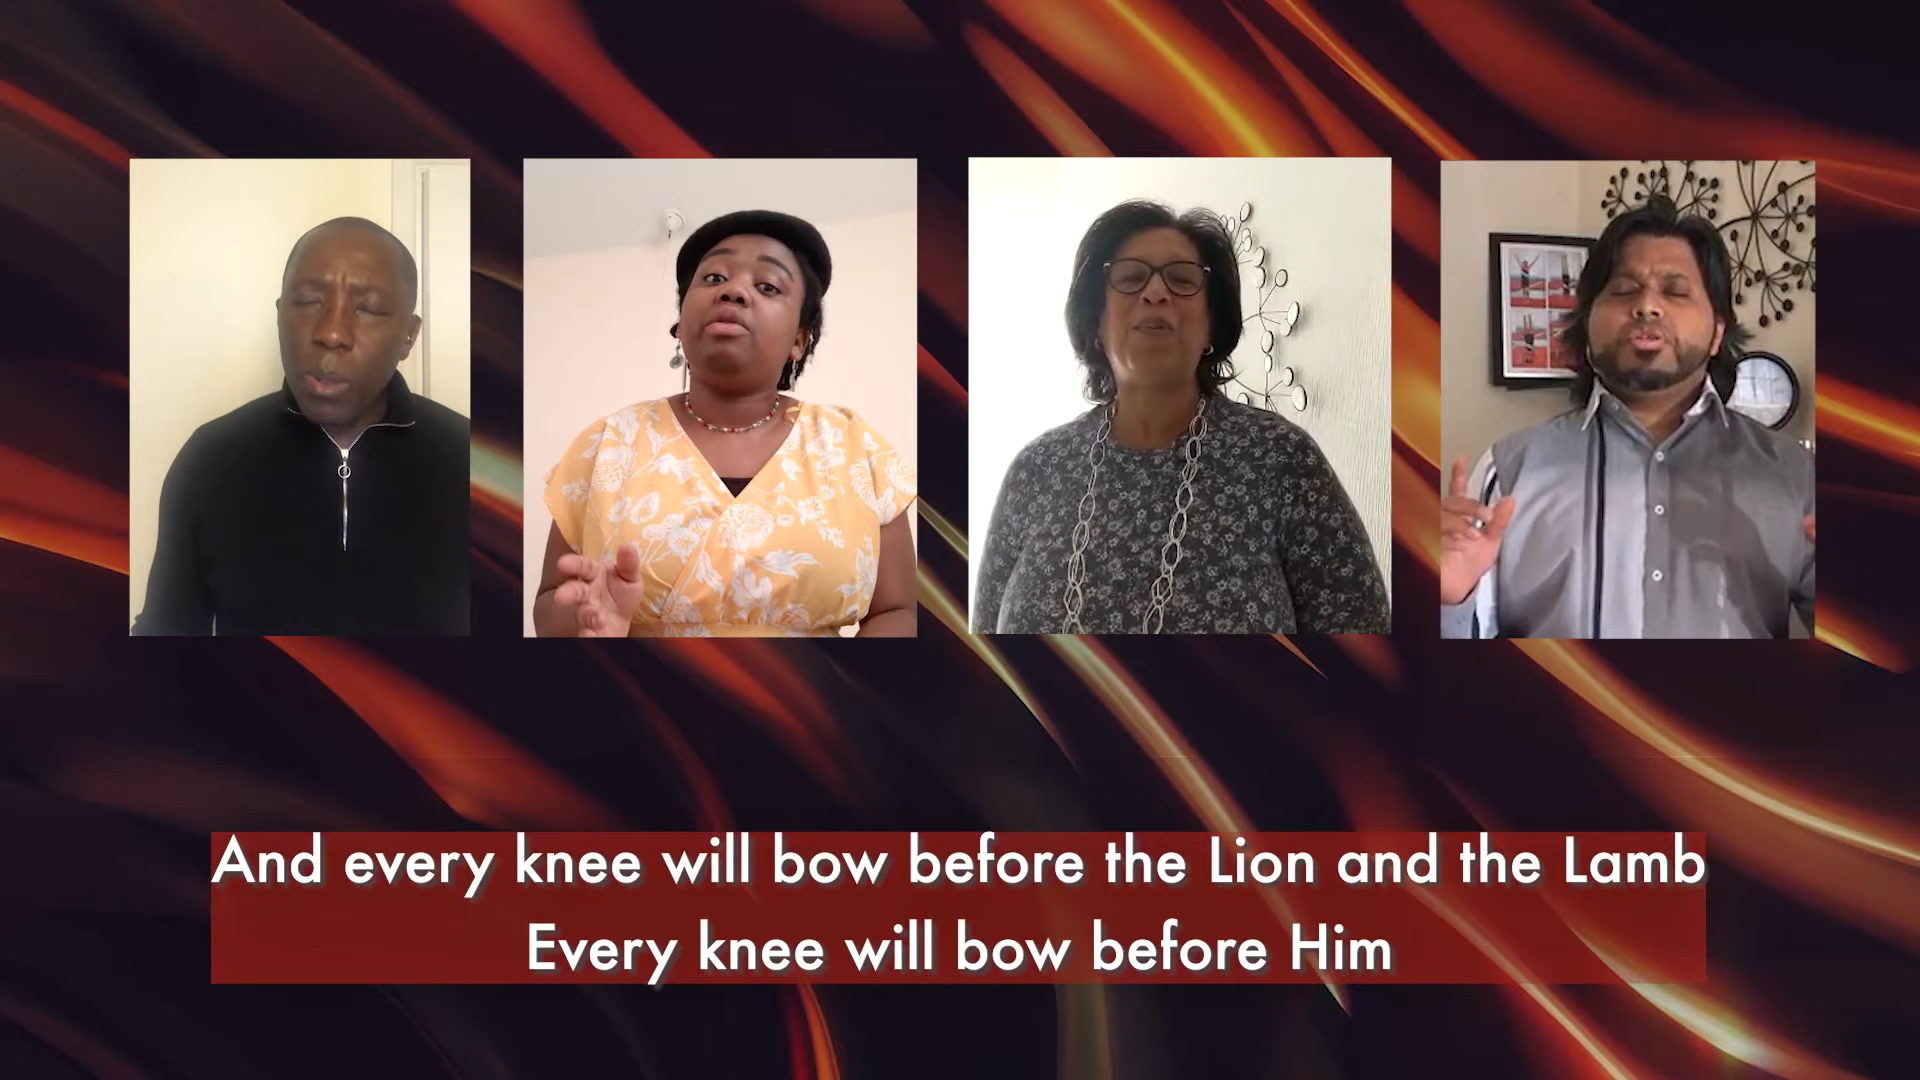 And every knee will bow before the Lion and the Lamb
Every knee will bow before Him